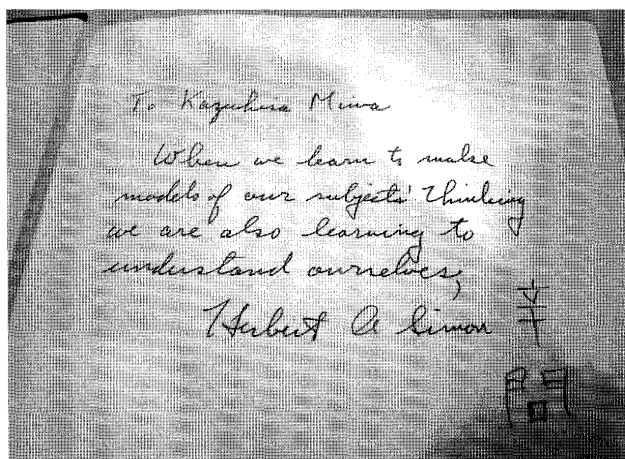 To Kazuhisa Miwa
When we learn to make
models of our subjects' thinking
we are also learning to
understand ourselves,
Herbert A Simon